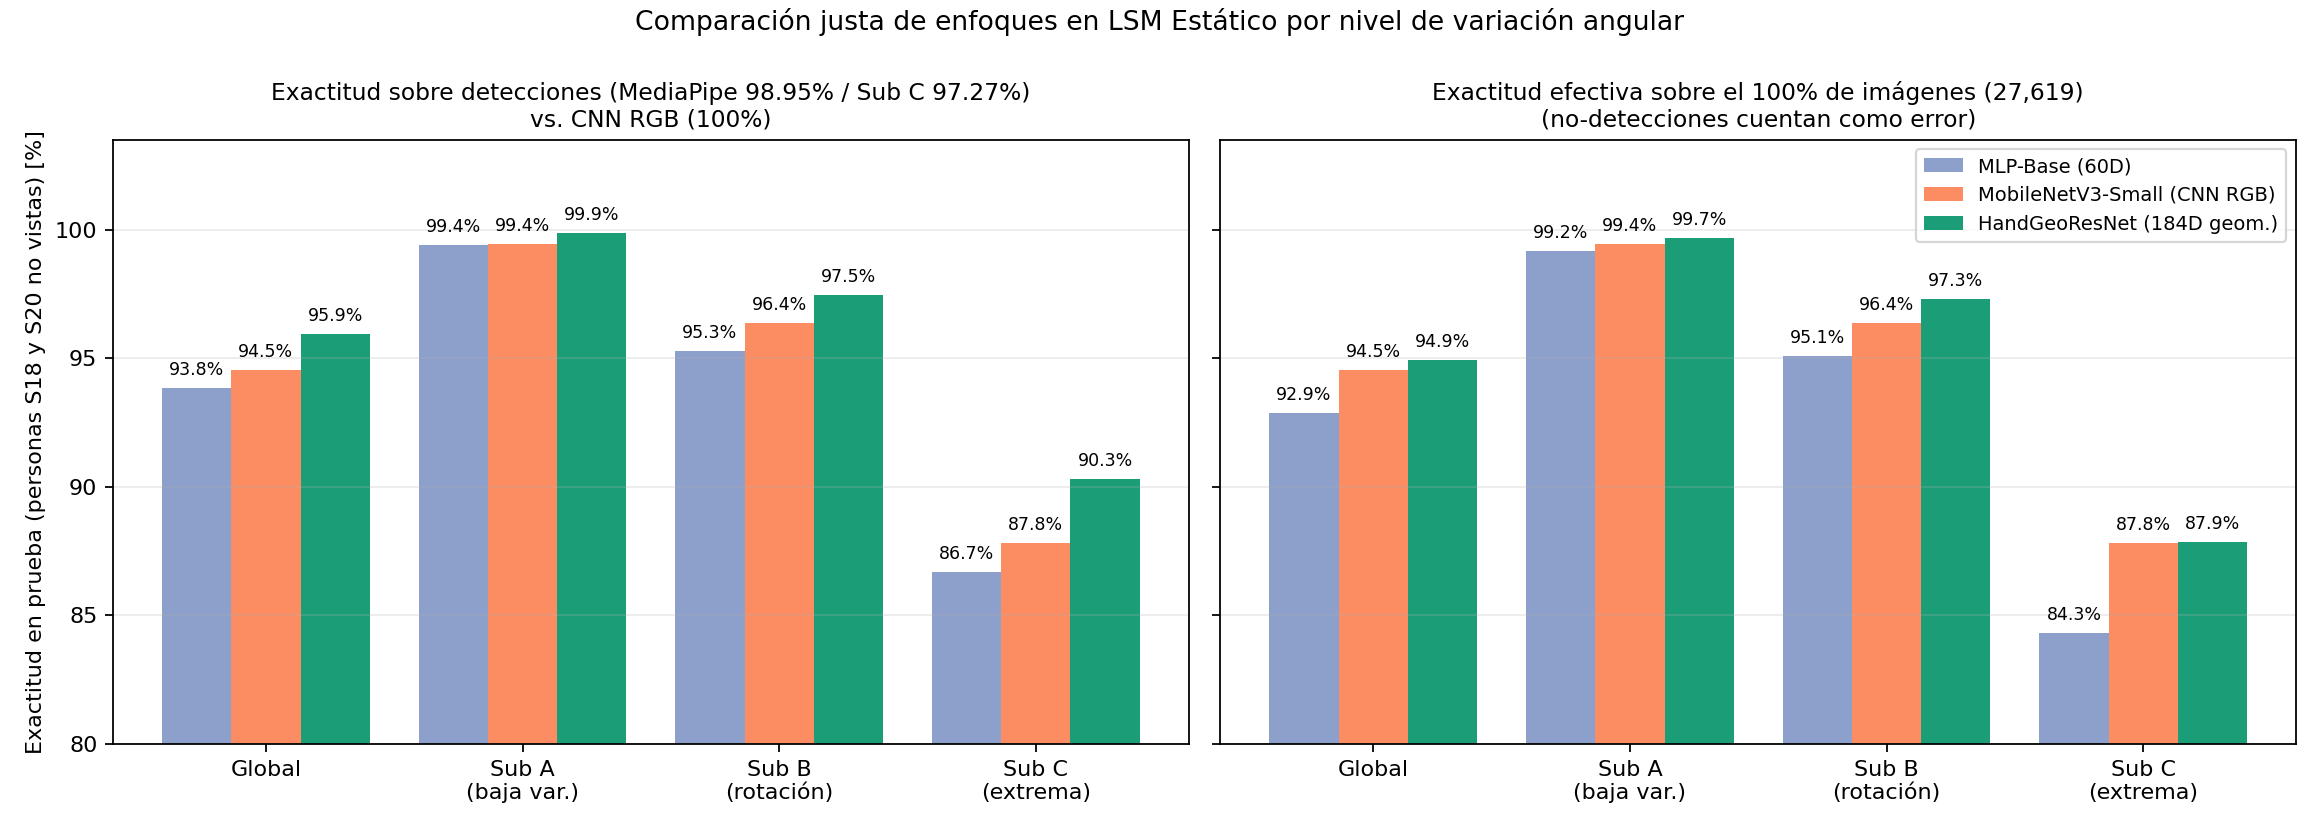 Comparación justa de enfoques en LSM Estático por nivel de variación angular
Exactitud sobre detecciones (MediaPipe 98.95% / Sub C 97.27%)
vs. CNN RGB (100%)
Exactitud en prueba (personas S18 y S20 no vistas) [%]
100
95
90
85
80
93.8%
94.5%
95.9%
99.4%
99.4%
99.9%
95.3%
96.4%
97.5%
86.7%
87.8%
90.3%
Global
Sub A
(baja var.)
Sub B
(rotación)
Sub C
(extrema)
Exactitud efectiva sobre el 100% de imágenes (27,619)
(no-detecciones cuentan como error)
MLP-Base (60D)
MobileNetV3-Small (CNN RGB)
HandGeoResNet (184D geom.)
92.9%
94.5%
94.9%
99.2%
99.4%
99.7%
95.1%
96.4%
97.3%
84.3%
87.8%
87.9%
Global
Sub A
(baja var.)
Sub B
(rotación)
Sub C
(extrema)